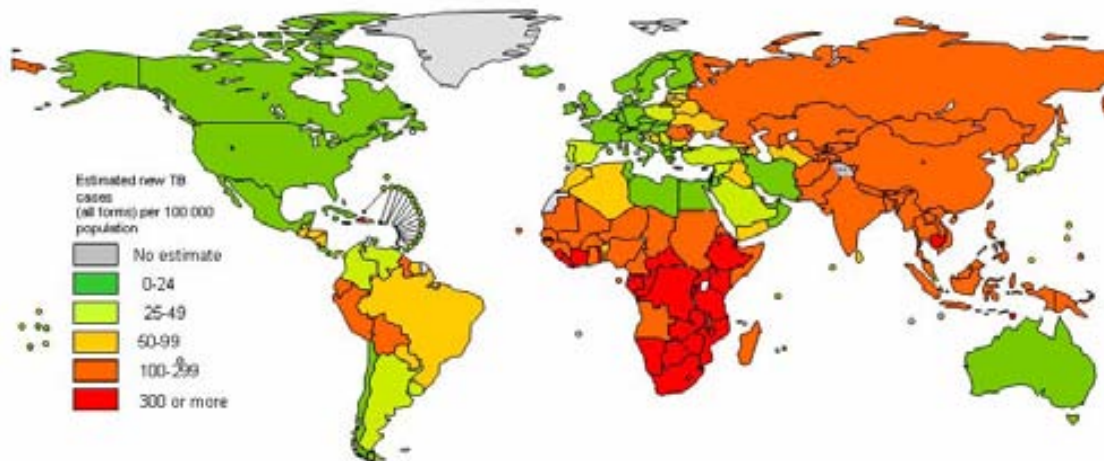 Estimated new TB
cases
(all forms) per 100 000
population
No estimate
0-24
25-49
50-99
100-299
300 or more